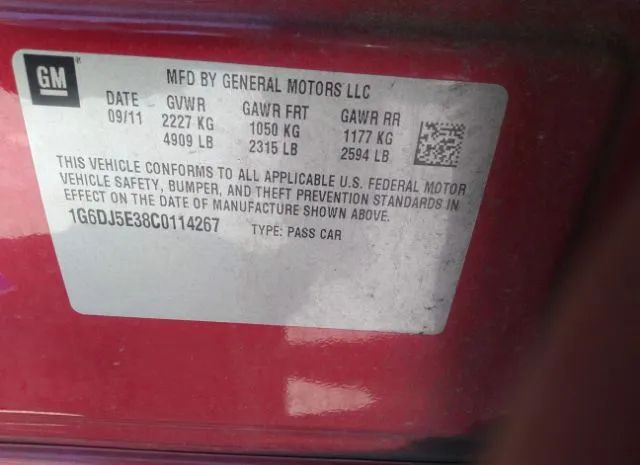 GM
MFD BY GENERAL MOTORS LLC
DATE GVWR GAWR FRT GAWR RR
09/11 2227 KG 1050 KG 1177 KG
4909 LB 2315 LB 2594 LB
THIS VEHICLE CONFORMS TO ALL APPLICABLE U.S. FEDERAL MOTOR
VEHICLE SAFETY, BUMPER, AND THEFT PREVENTION STANDARDS IN
EFFECT ON THE DATE OF MANUFACTURE SHOWN ABOVE.
1G6DJ5E38C0114267 TYPE: PASS CAR